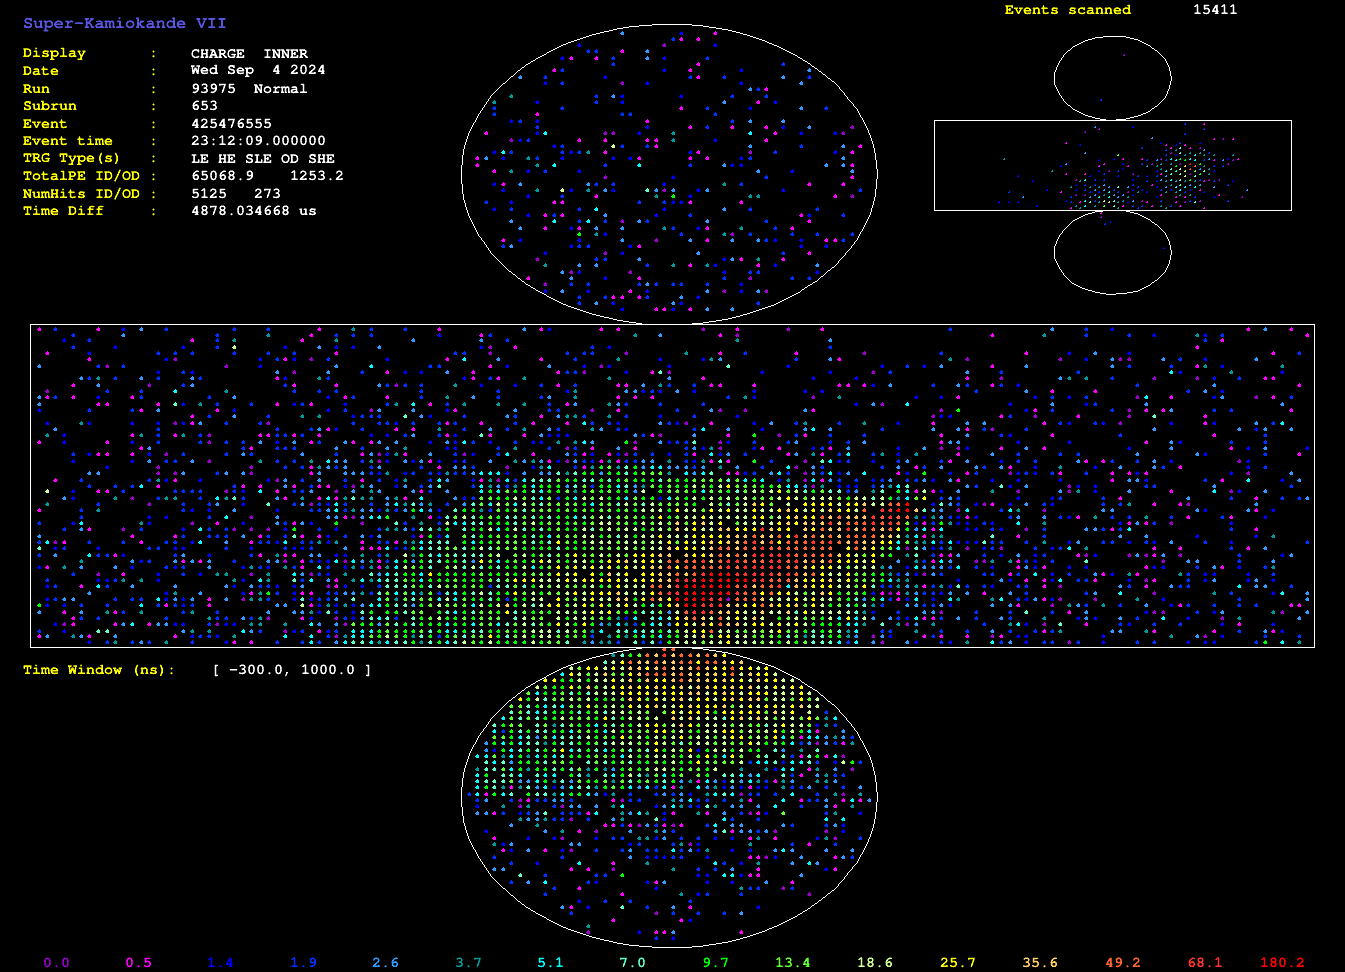 Super-Kamiokande VII
Display : CHARGE INNER
Date : Wed Sep 4 2024
Run : 93975 Normal
Subrun : 653
Event : 425476555
Event time : 23:12:09.000000
TRG Type(s) : LE HE SLE OD SHE
TotalPE ID/OD : 65068.9 1253.2
NumHits ID/OD : 5125 273
Time Diff : 4878.034668 us
Events scanned 15411
Time Window (ns): [ -300.0, 1000.0 ]
0.0 0.5 1.4 1.9 2.6 3.7 5.1 7.0 9.7 13.4 18.6 25.7 35.6 49.2 68.1 180.2